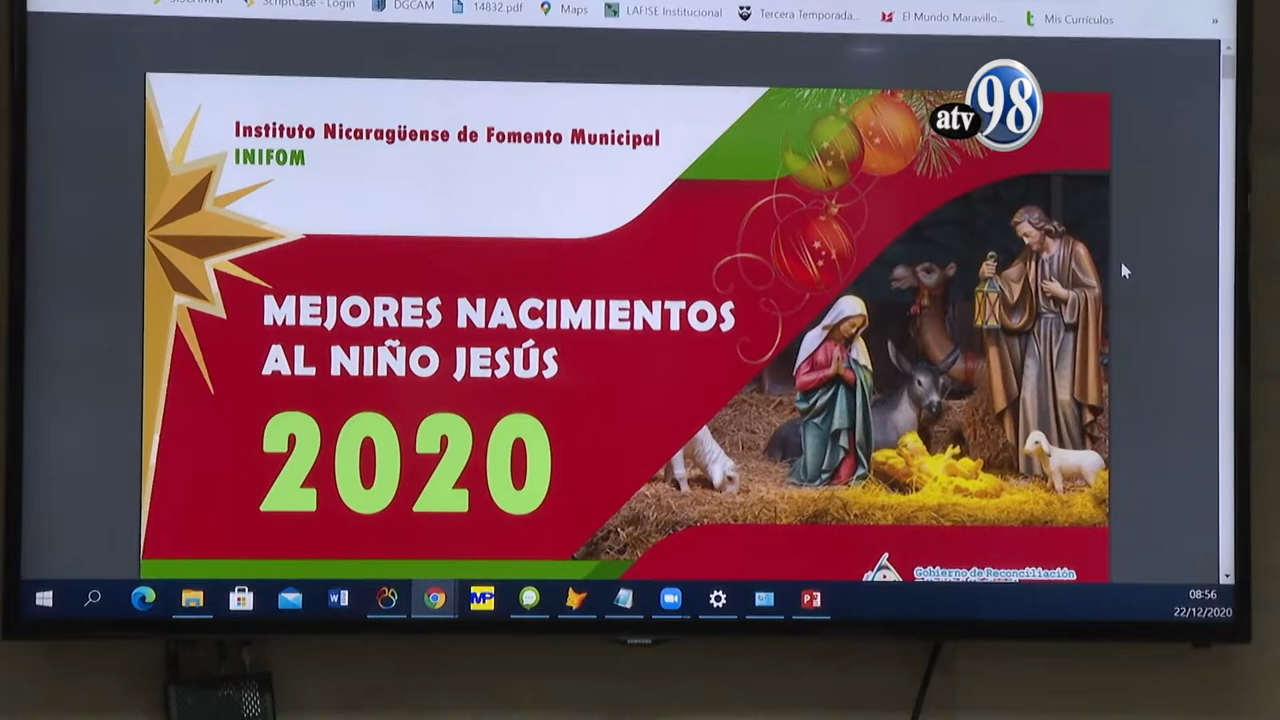 ScriptCase - Login
DGCAM
14832.pdf
Maps
LAFISE Institucional
Tercera Temporada...
El Mundo Maravillo...
Mis Currículos
»
atv 98
Instituto Nicaragüense de Fomento Municipal
INIFOM
MEJORES NACIMIENTOS
AL NIÑO JESÚS
2020
Gobierno de Reconciliación
MP
08:56
22/12/2020